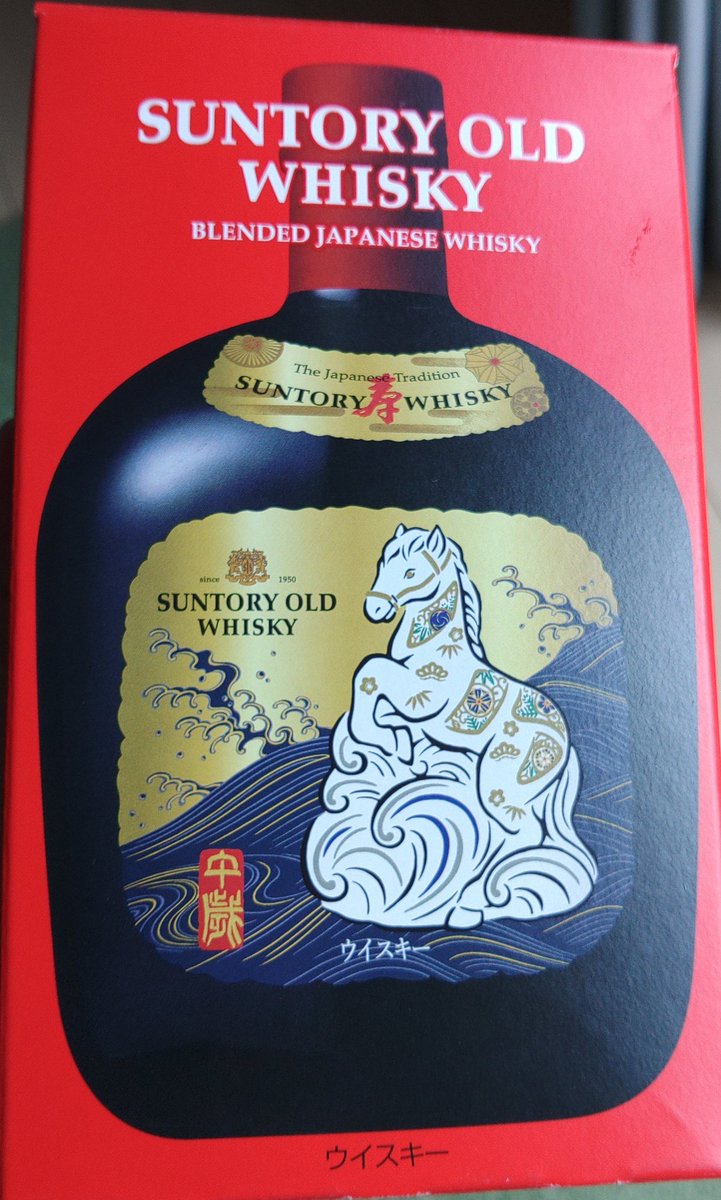 SUNTORY OLD
WHISKY
BLENDED JAPANESE WHISKY
The Japanese Tradition
SUNTORY 寿 WHISKY
since 1950
SUNTORY OLD
WHISKY
午歳
ウイスキー
ウイスキー